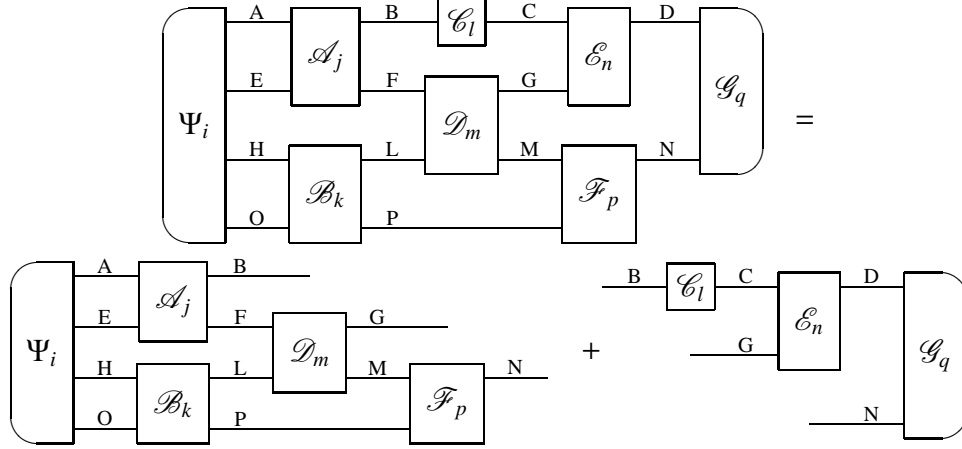 A B C D
𝒜_j 𝒞_l ℰ_n
E F G
Ψ_i 𝒟_m 𝒢_q =
H L M N
ℬ_k ℱ_p
O P
A B B C D
𝒜_j 𝒞_l ℰ_n
E F G G
Ψ_i 𝒟_m + 𝒢_q
H L M N
ℬ_k ℱ_p
O P N